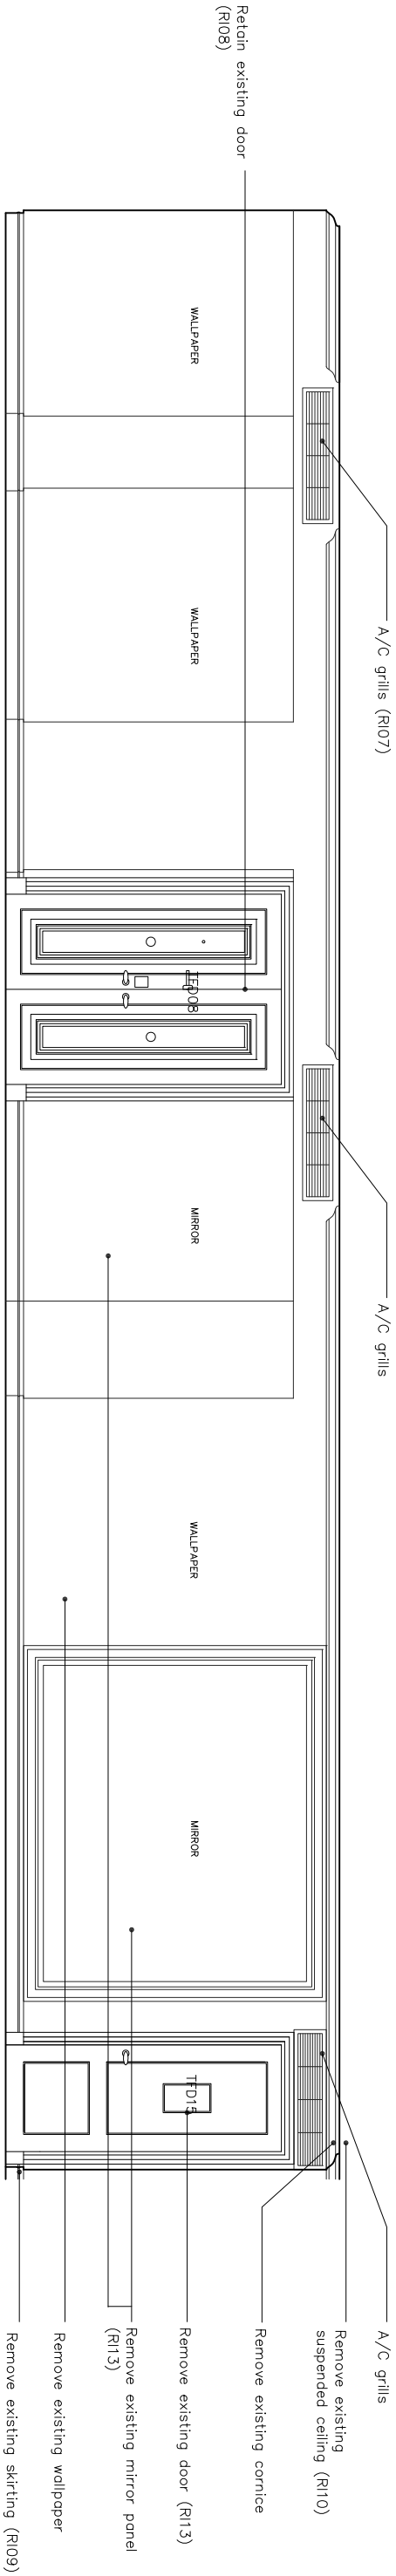 Retain existing door
(RI08)
A/C grills (RI07)
A/C grills
A/C grills
WALLPAPER
WALLPAPER
TFD08
MIRROR
WALLPAPER
MIRROR
TFD15
Remove existing
suspended ceiling (RI10)
Remove existing cornice
Remove existing door (RI13)
Remove existing mirror panel
(RI13)
Remove existing wallpaper
Remove existing skirting (RI09)